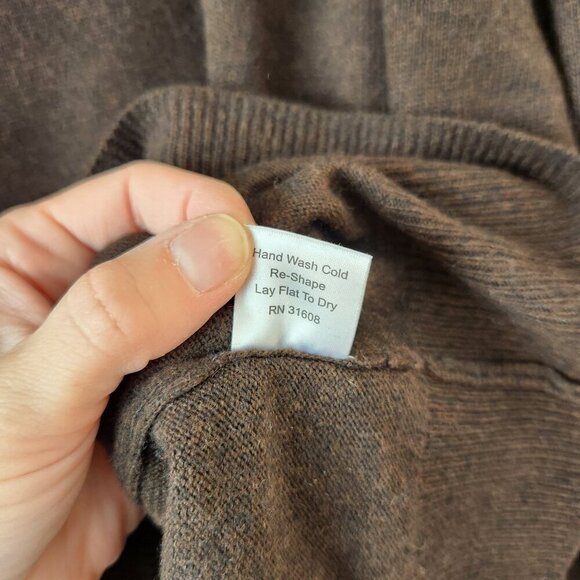 Hand Wash Cold
Re-Shape
Lay Flat To Dry
RN 31608